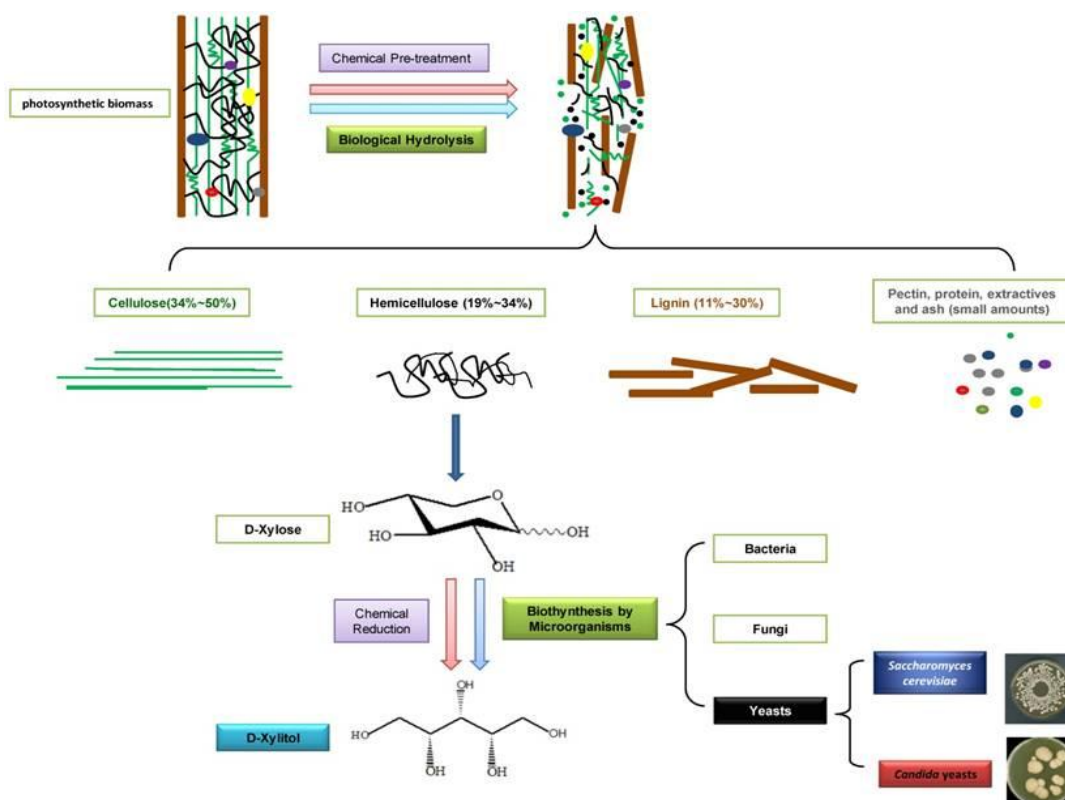 Chemical Pre-treatment
photosynthetic biomass
Biological Hydrolysis
Cellulose(34%~50%)
Hemicellulose (19%~34%)
Lignin (11%~30%)
Pectin, protein, extractives
and ash (small amounts)
D-Xylose
HO
O
HO
OH
OH
Bacteria
Chemical
Reduction
Biothynthesis by
Microorganisms
Fungi
Saccharomyces
cerevisiae
Yeasts
OH
HO
OH
OH
OH
D-Xylitol
Candida yeasts